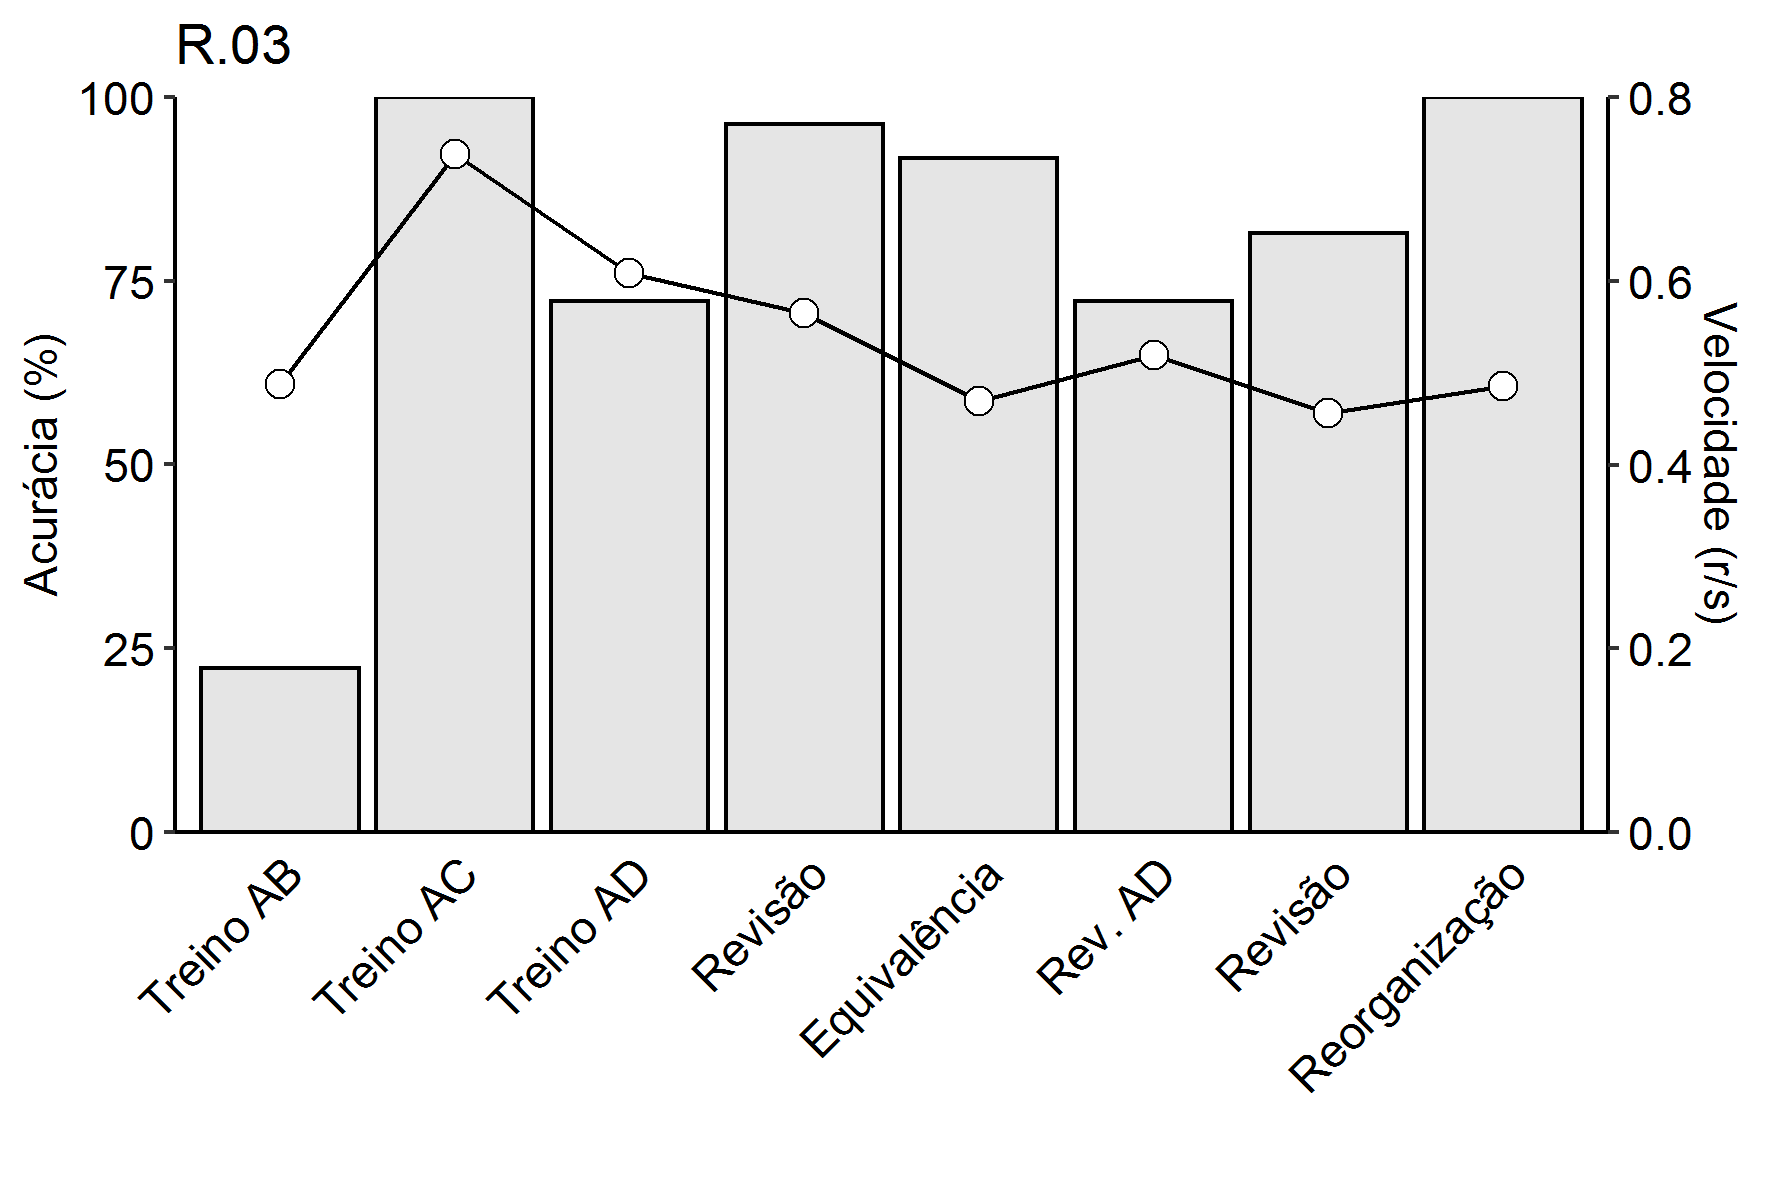 R.03
100
75
50
25
0
Acurácia (%)
0.8
0.6
0.4
0.2
0.0
Velocidade (r/s)
Treino AB
Treino AC
Treino AD
Revisão
Equivalência
Rev. AD
Revisão
Reorganização